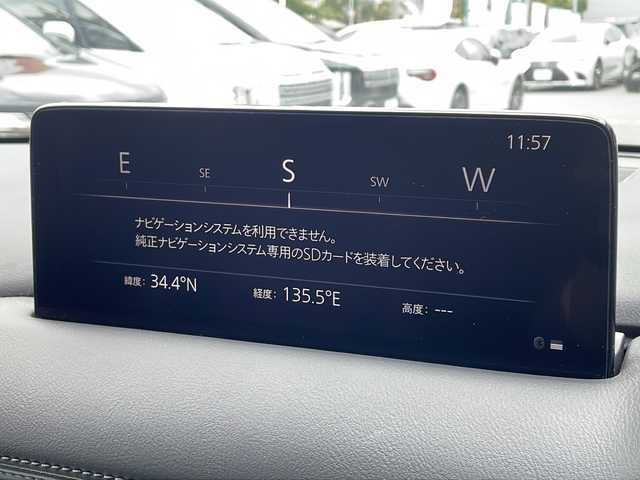 11:57
E SE S SW W
ナビゲーションシステムを利用できません。
純正ナビゲーションシステム専用のSDカードを装着してください。
緯度: 34.4°N 経度: 135.5°E 高度: ---